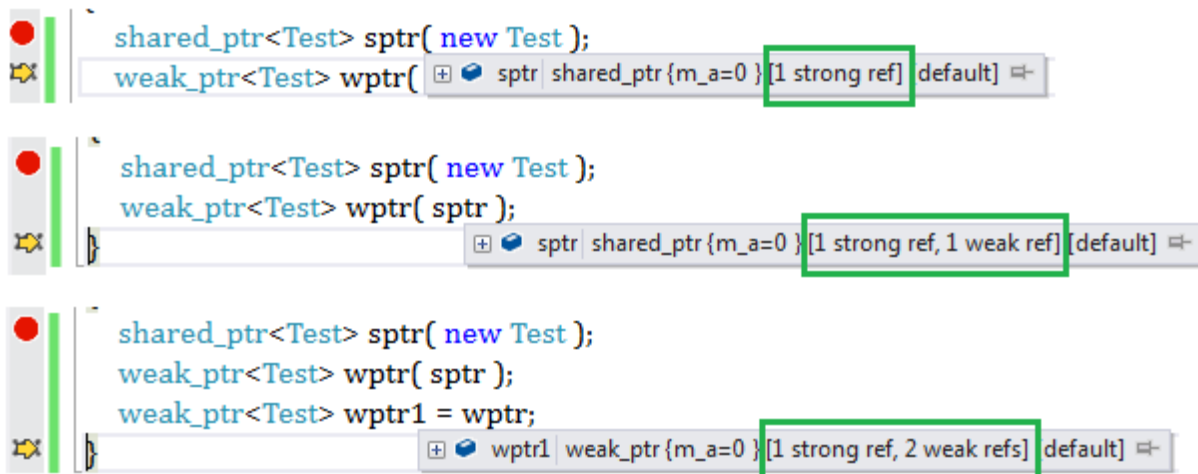 {
shared_ptr<Test> sptr( new Test );
weak_ptr<Test> wptr( sptr shared_ptr {m_a=0 } [1 strong ref] [default]
{
shared_ptr<Test> sptr( new Test );
weak_ptr<Test> wptr( sptr );
} sptr shared_ptr {m_a=0 } [1 strong ref, 1 weak ref] [default]
shared_ptr<Test> sptr( new Test );
weak_ptr<Test> wptr( sptr );
weak_ptr<Test> wptr1 = wptr;
} wptr1 weak_ptr {m_a=0 } [1 strong ref, 2 weak refs] [default]